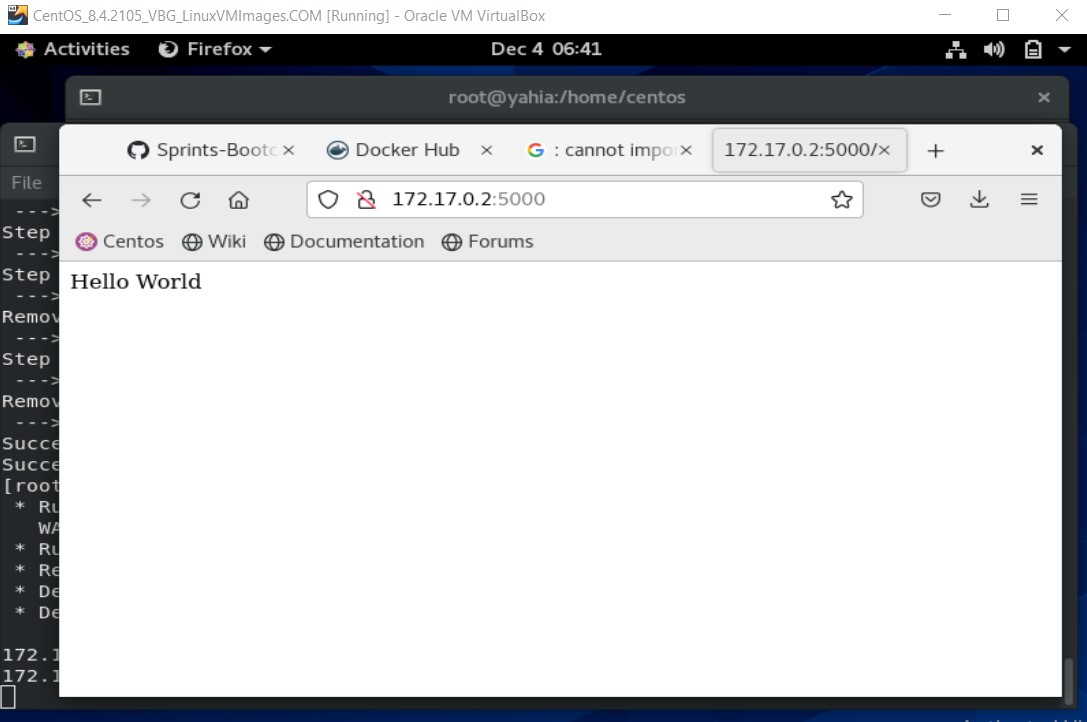 CentOS_8.4.2105_VBG_LinuxVMImages.COM [Running] - Oracle VM VirtualBox
Activities Firefox Dec 4 06:41
root@yahia:/home/centos
Sprints-Bootc Docker Hub : cannot impor 172.17.0.2:5000/
File
172.17.0.2:5000
--->
Step
Centos Wiki Documentation Forums
--->
Step
Hello World
--->
Remov
--->
Step
--->
Remov
--->
Succe
Succe
[root
* Ru
WA
* Ru
* Re
* De
* De
172.1
172.1